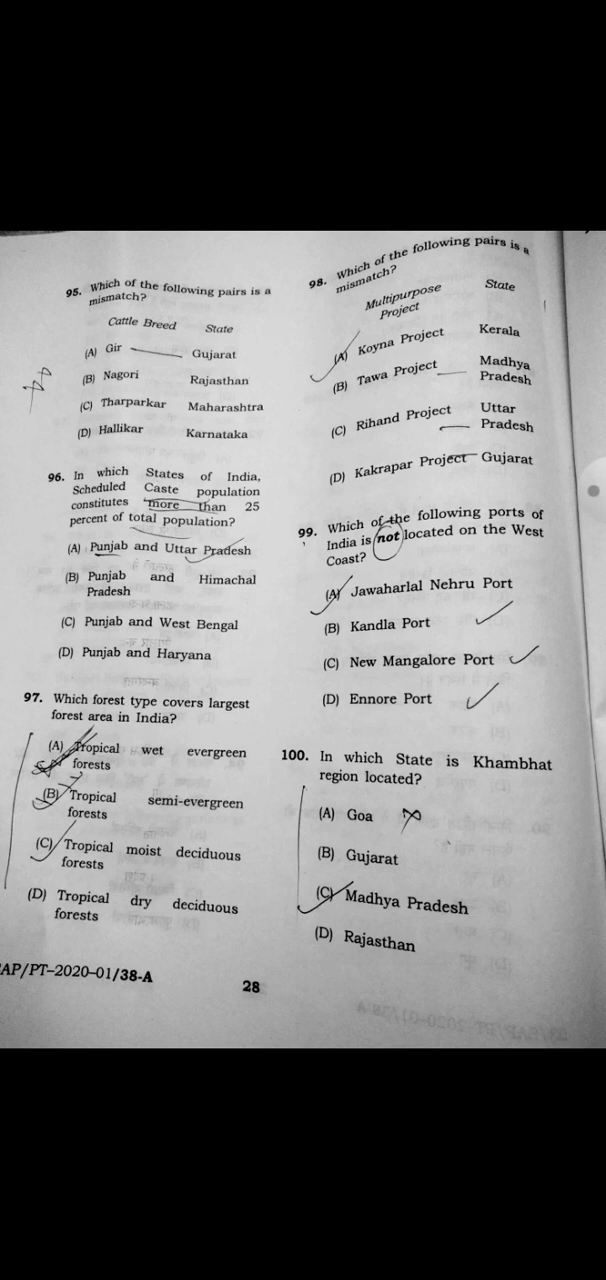 95. Which of the following pairs is a
mismatch?
Cattle Breed State
(A) Gir Gujarat
(B) Nagori Rajasthan
(C) Tharparkar Maharashtra
(D) Hallikar Karnataka
96. In which States of India,
Scheduled Caste population
constitutes more than 25
percent of total population?
(A) Punjab and Uttar Pradesh
(B) Punjab and Himachal
Pradesh
(C) Punjab and West Bengal
(D) Punjab and Haryana
97. Which forest type covers largest
forest area in India?
(A) Tropical wet evergreen
forests
(B) Tropical semi-evergreen
forests
(C) Tropical moist deciduous
forests
(D) Tropical dry deciduous
forests
AP/PT-2020-01/38-A
28
98. Which of the following pairs is a
mismatch?
Multipurpose State
Project
(A) Koyna Project Kerala
(B) Tawa Project Madhya
Pradesh
(C) Rihand Project Uttar
Pradesh
(D) Kakrapar Project Gujarat
99. Which of the following ports of
India is not located on the West
Coast?
(A) Jawaharlal Nehru Port
(B) Kandla Port
(C) New Mangalore Port
(D) Ennore Port
100. In which State is Khambhat
region located?
(A) Goa
(B) Gujarat
(C) Madhya Pradesh
(D) Rajasthan